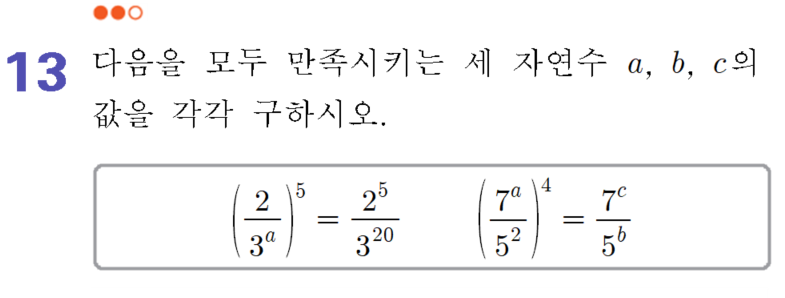 13 다음을 모두 만족시키는 세 자연수 a, b, c의
값을 각각 구하시오.
(2/3^a)^5 = 2^5/3^20 (7^a/5^2)^4 = 7^c/5^b